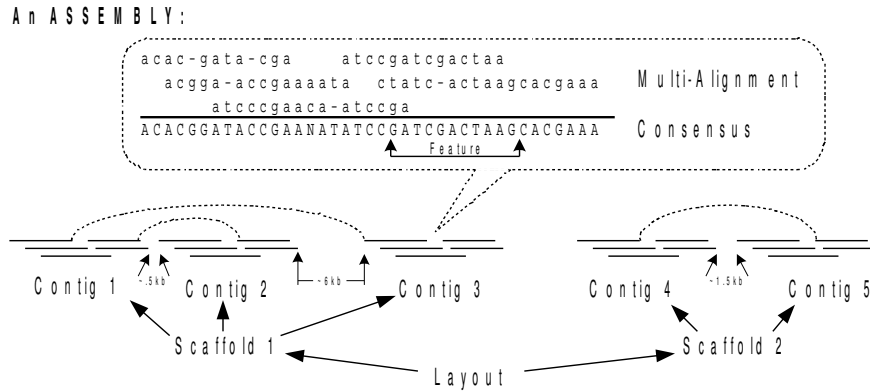 An ASSEMBLY:
acac-gata-cga atccgatcgactaa
acgga-accgaaaata ctatc-actaagcacgaaa
atcccgaaca-atccga
Multi-Alignment
ACACGGATACCGAANATATCCGATCGACTAAGCACGAAA
Consensus
Feature
Contig 1
~.5kb
Contig 2
~6kb
Contig 3
Contig 4
~1.5kb
Contig 5
Scaffold 1
Scaffold 2
Layout